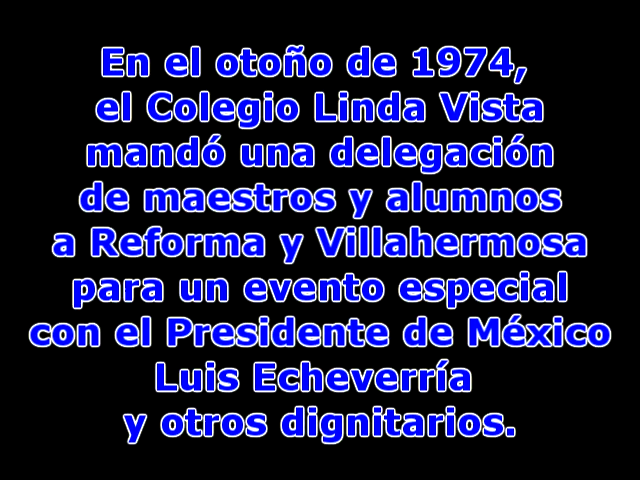 En el otoño de 1974,
el Colegio Linda Vista
mandó una delegación
de maestros y alumnos
a Reforma y Villahermosa
para un evento especial
con el Presidente de México
Luis Echeverría
y otros dignitarios.